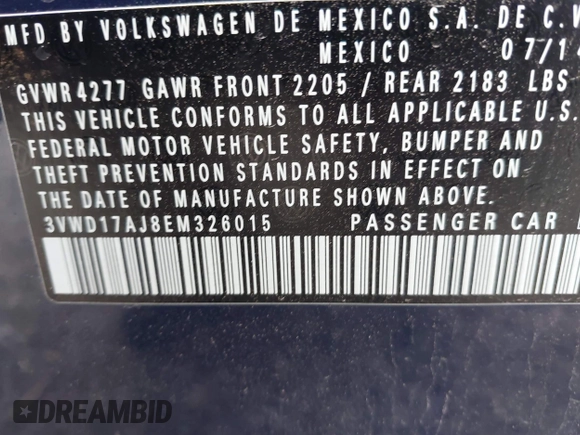 MFD BY VOLKSWAGEN DE MEXICO S.A. DE C.V
MEXICO 07/14
GVWR 4277 GAWR FRONT 2205 / REAR 2183 LBS
THIS VEHICLE CONFORMS TO ALL APPLICABLE U.S.
FEDERAL MOTOR VEHICLE SAFETY, BUMPER AND
THEFT PREVENTION STANDARDS IN EFFECT ON
THE DATE OF MANUFACTURE SHOWN ABOVE.
3VWD17AJ8EM326015 PASSENGER CAR
DREAMBID